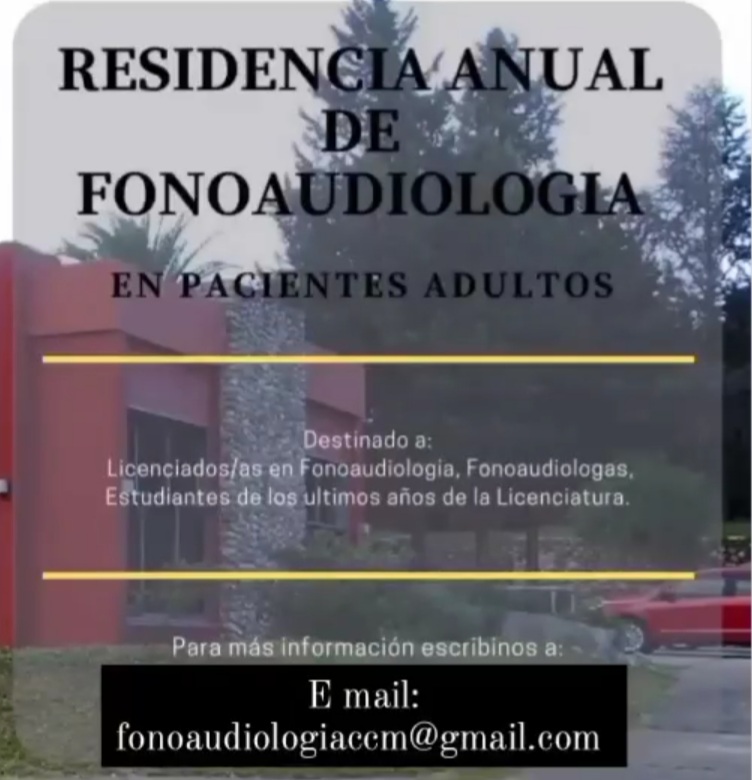 RESIDENCIA ANUAL
DE
FONOAUDIOLOGIA
EN PACIENTES ADULTOS
Destinado a:
Licenciados/as en Fonoaudiologia, Fonoaudiologas,
Estudiantes de los ultimos años de la Licenciatura.
Para más información escribinos a:
E mail:
fonoaudiologiaccm@gmail.com